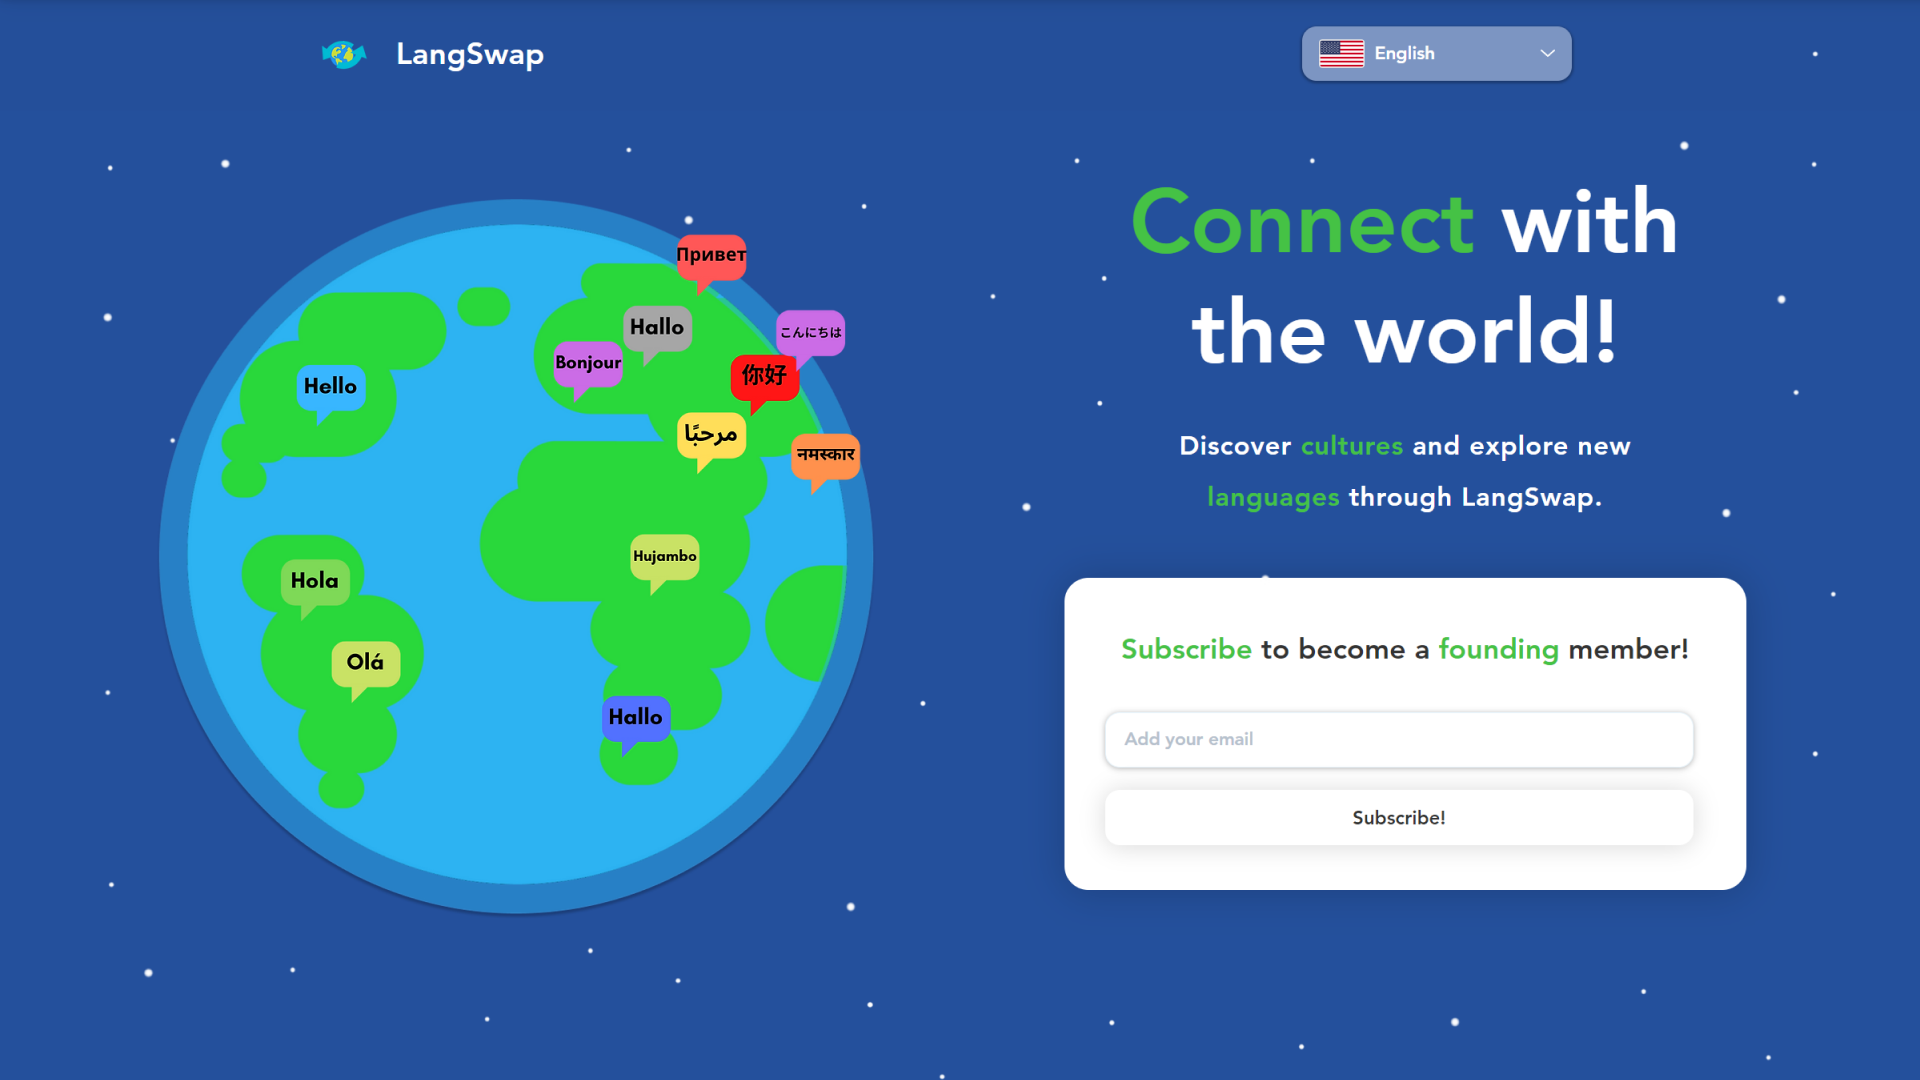 LangSwap
English
Привет
Hallo
こんにちは
Bonjour
你好
Hello
مرحبًا
नमस्कार
Hujambo
Hola
Olá
Hallo
Connect with
the world!
Discover cultures and explore new
languages through LangSwap.
Subscribe to become a founding member!
Add your email
Subscribe!